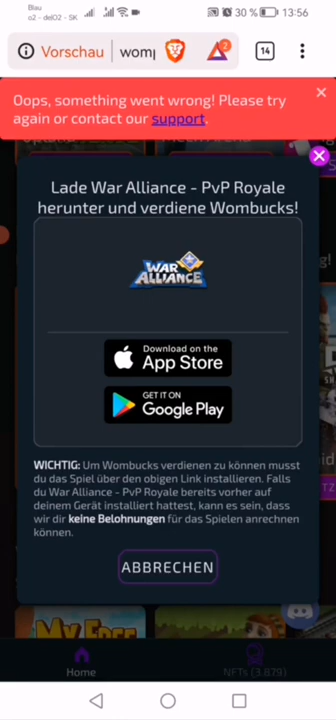 Blau
o2 - de02 - SK
30 %
13:56
Vorschau
womp
2
14
Oops, something went wrong! Please try
again or contact our support.
Lade War Alliance - PvP Royale
herunter und verdiene Wombucks!
WAR
ALLIANCE
Download on the
App Store
GET IT ON
Google Play
WICHTIG: Um Wombucks verdienen zu können musst
du das Spiel über den obigen Link installieren. Falls
du War Alliance - PvP Royale bereits vorher auf
deinem Gerät installiert hattest, kann es sein, dass
wir dir keine Belohnungen für das Spielen anrechnen
können.
ABBRECHEN
MY FREE
Home
NFTs (3.879)